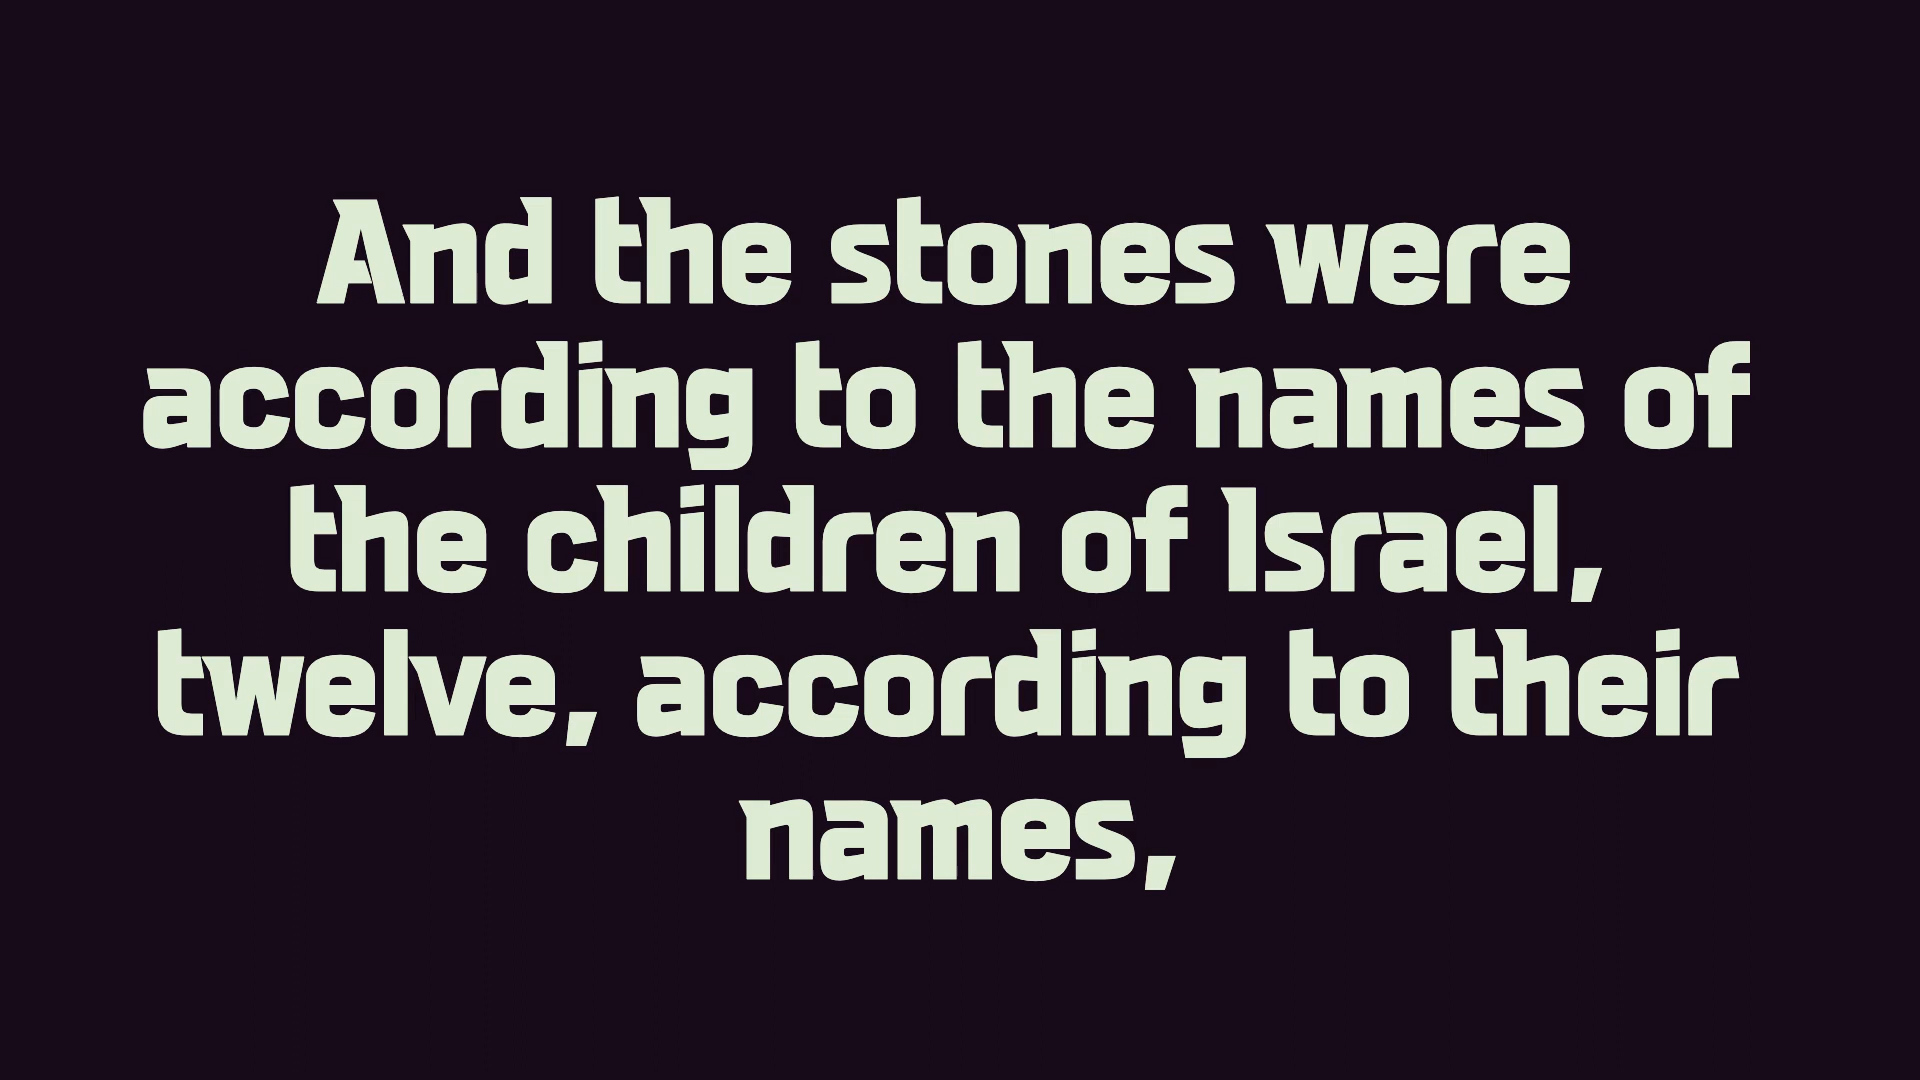 And the stones were
according to the names of
the children of Israel,
twelve, according to their
names,